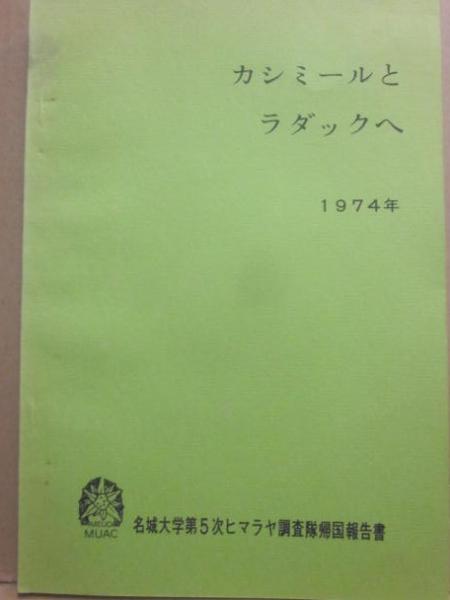 カシミールと
ラダックへ
1974年
MEIJO
MUAC
名城大学第5次ヒマラヤ調査隊帰国報告書